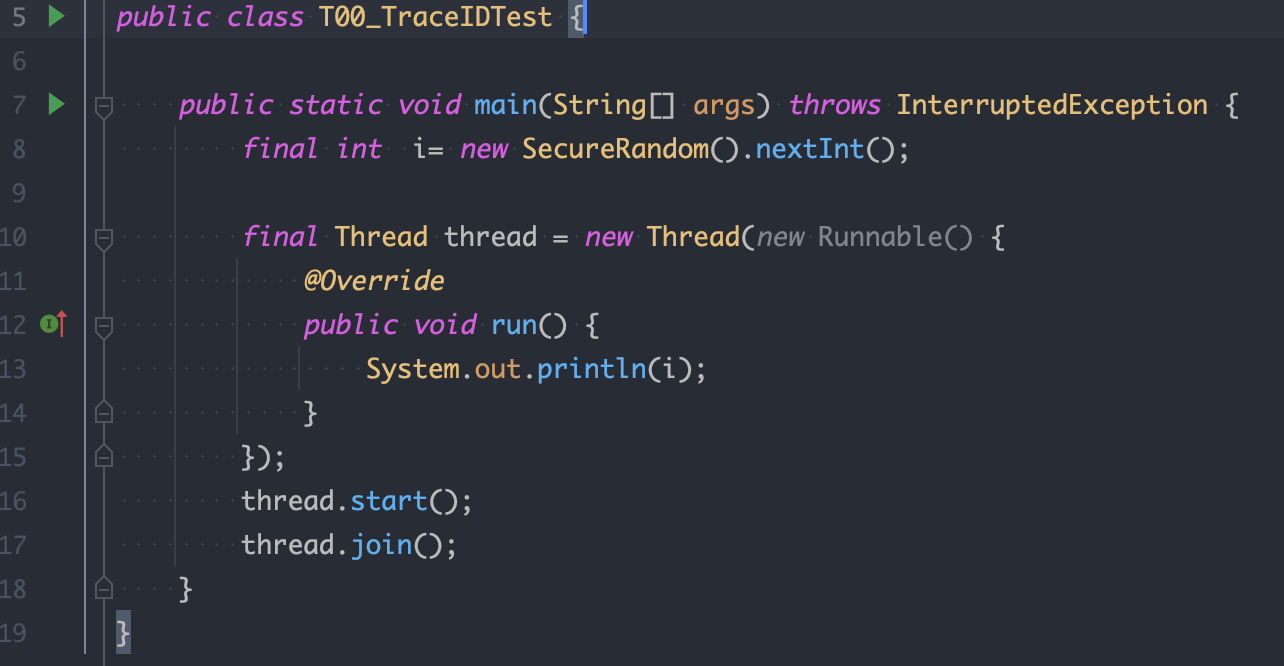 5 public class T00_TraceIDTest {
6
7 public static void main(String[] args) throws InterruptedException {
8 final int  i= new SecureRandom().nextInt();
9
10 final Thread thread = new Thread(new Runnable() {
11 @Override
12 public void run() {
13 System.out.println(i);
14 }
15 });
16 thread.start();
17 thread.join();
18 }
19 }